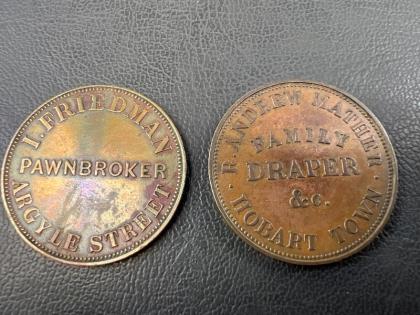 I. FRIEDMAN
PAWNBROKER
ARGYLE STREET
R. ANDREW MATHER
FAMILY
DRAPER
&c.
HOBART TOWN